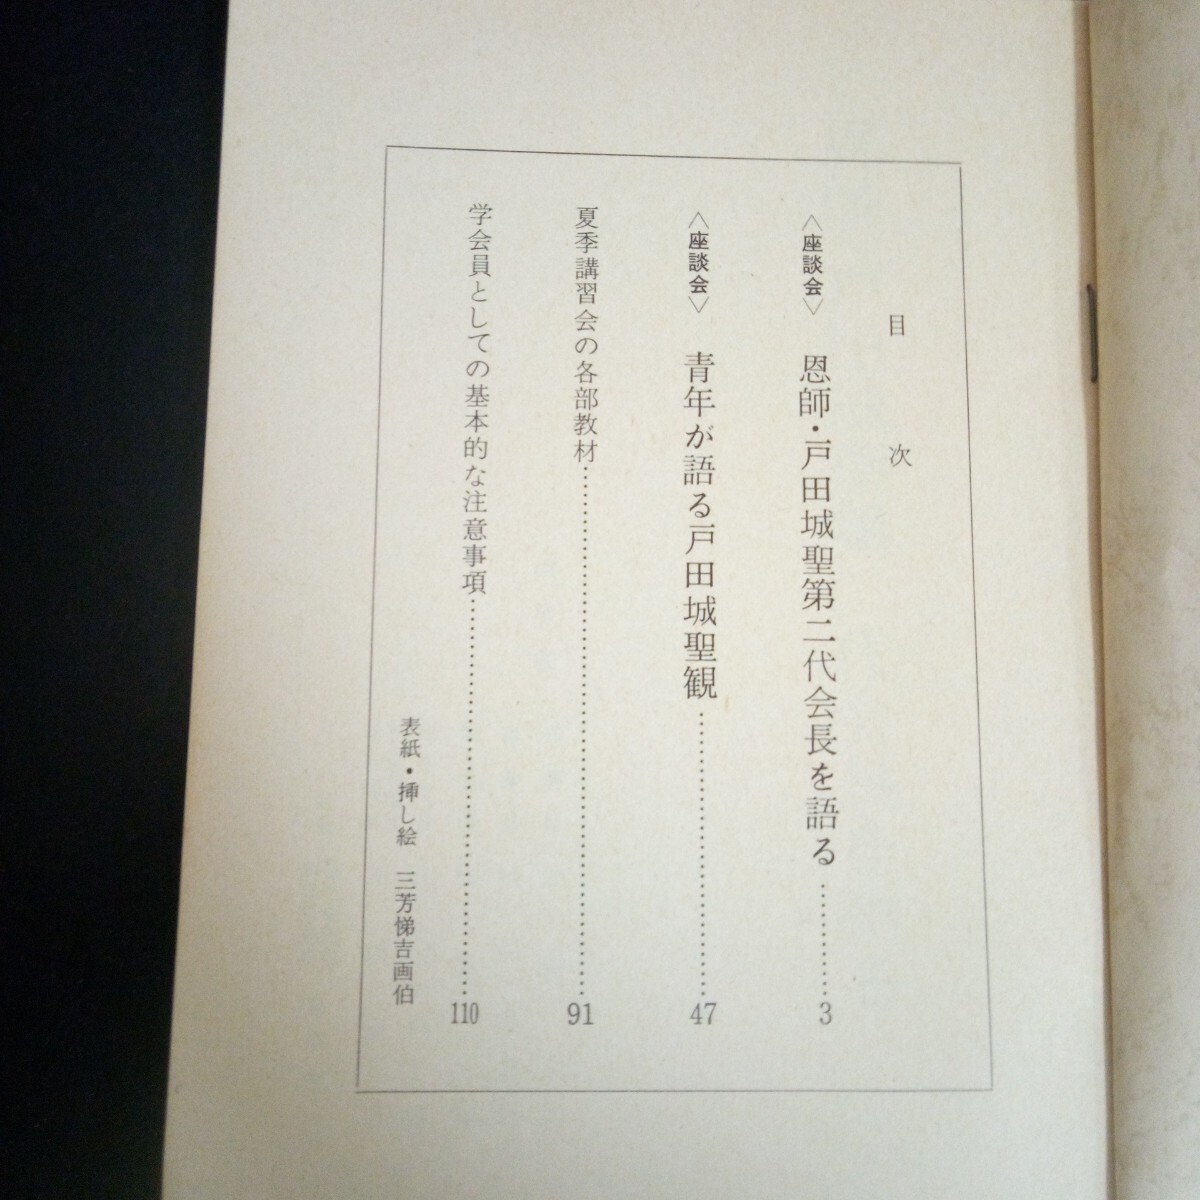 目次
〈座談会〉 恩師・戸田城聖第二代会長を語る…………3
〈座談会〉 青年が語る戸田城聖観…………47
夏季講習会の各部教材…………91
学会員としての基本的な注意事項…………110
表紙・挿し絵 三芳悌吉画伯